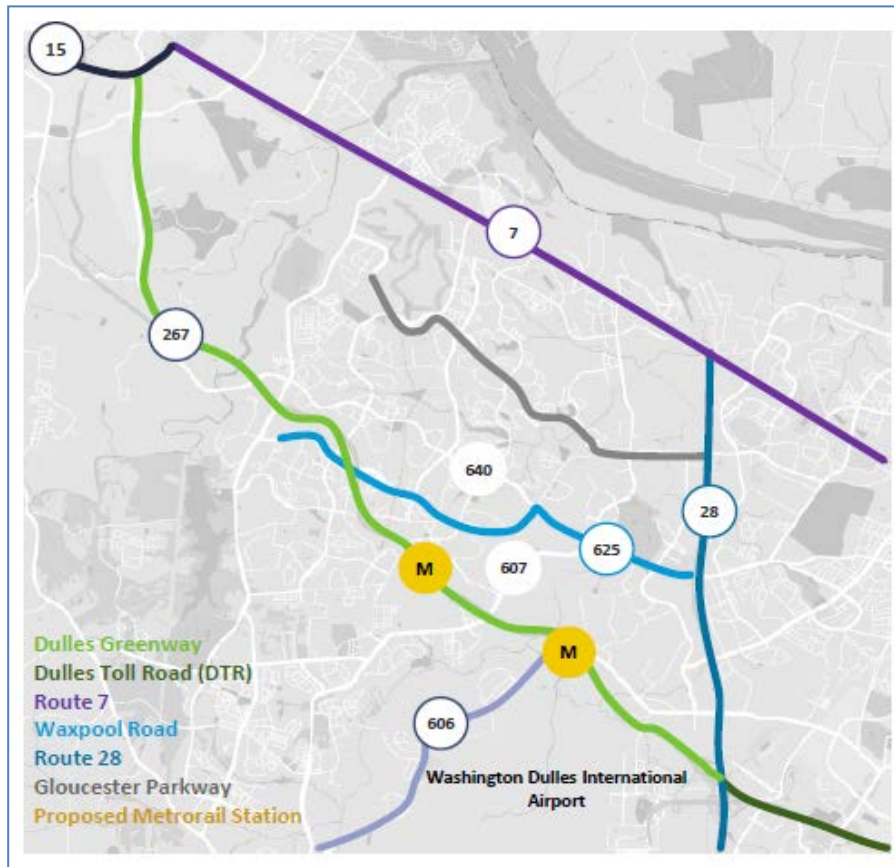 15
7
267
640
28
625
607
M
M
606
Dulles Greenway
Dulles Toll Road (DTR)
Route 7
Waxpool Road
Route 28
Gloucester Parkway
Proposed Metrorail Station
Washington Dulles International
Airport